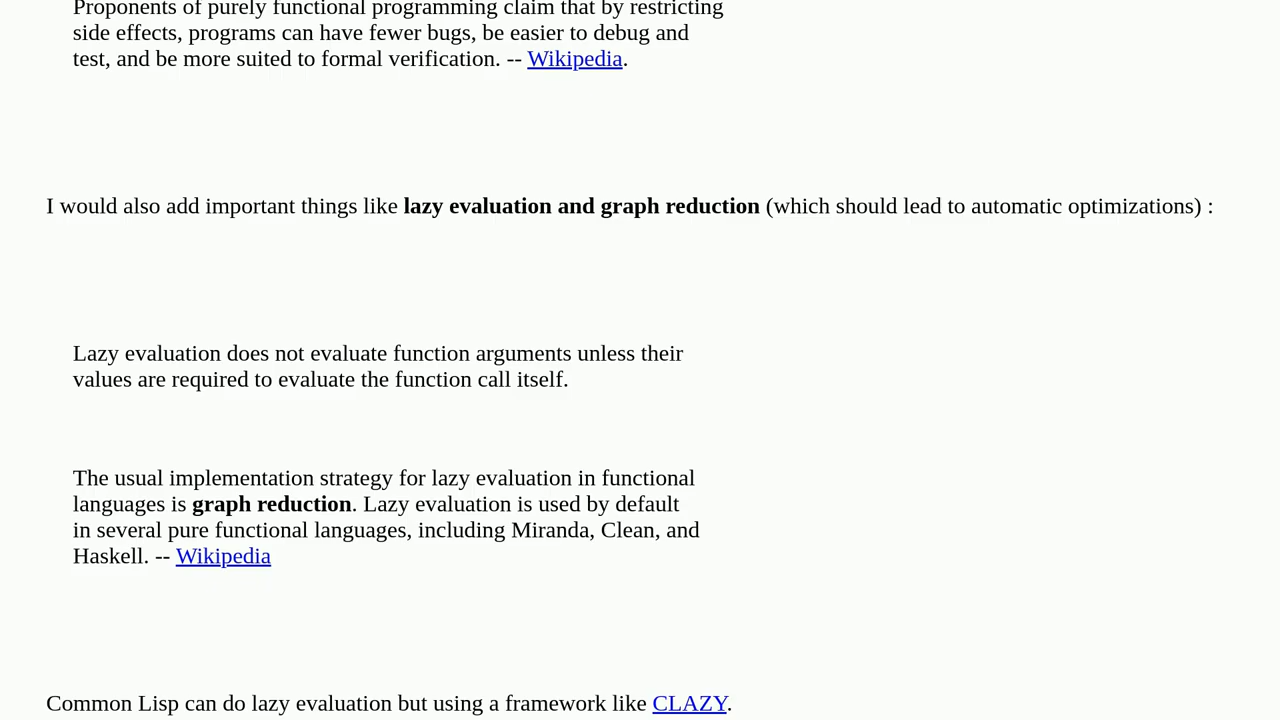 Proponents of purely functional programming claim that by restricting
side effects, programs can have fewer bugs, be easier to debug and
test, and be more suited to formal verification. -- Wikipedia.
I would also add important things like lazy evaluation and graph reduction (which should lead to automatic optimizations) :
Lazy evaluation does not evaluate function arguments unless their
values are required to evaluate the function call itself.
The usual implementation strategy for lazy evaluation in functional
languages is graph reduction. Lazy evaluation is used by default
in several pure functional languages, including Miranda, Clean, and
Haskell. -- Wikipedia
Common Lisp can do lazy evaluation but using a framework like CLAZY.